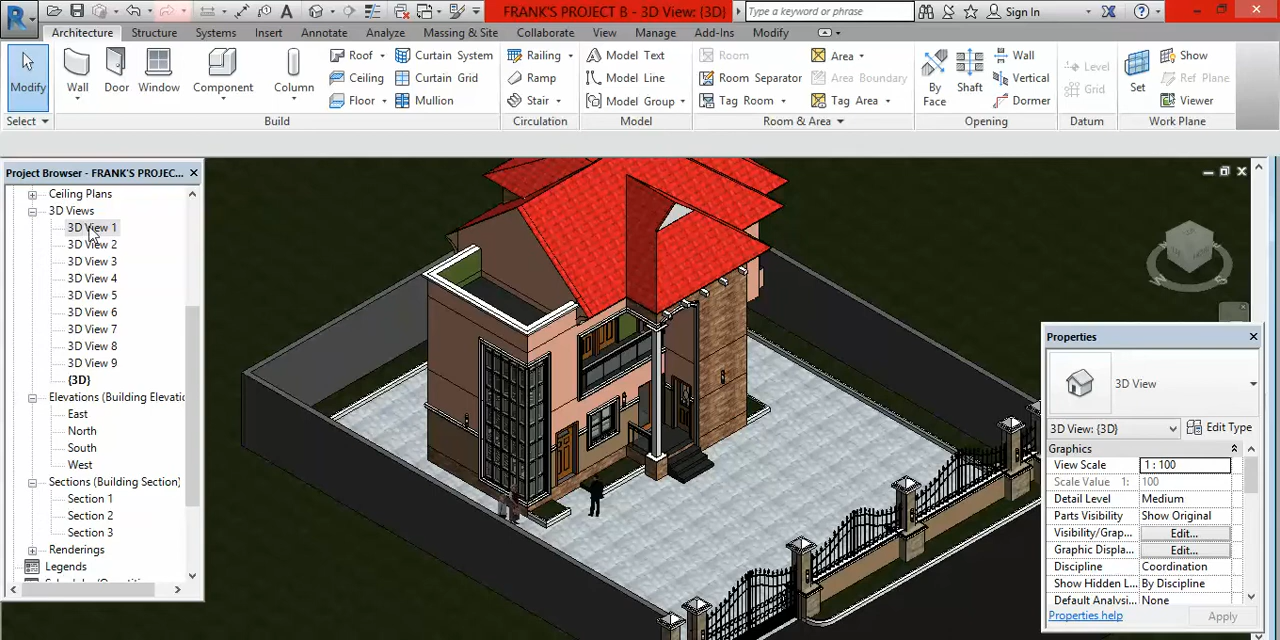 FRANK'S PROJECT B - 3D View: {3D}
Type a keyword or phrase
Sign In
Architecture Structure Systems Insert Annotate Analyze Massing & Site Collaborate View Manage Add-Ins Modify
Modify
Wall
Door
Window
Component
Column
Roof
Ceiling
Floor
Curtain System
Curtain Grid
Mullion
Railing
Ramp
Stair
Model Text
Model Line
Model Group
Room
Room Separator
Tag Room
Area
Area Boundary
Tag Area
By
Face
Shaft
Wall
Vertical
Dormer
Level
Grid
Set
Show
Ref Plane
Viewer
Select Build Circulation Model Room & Area Opening Datum Work Plane
Project Browser - FRANK'S PROJEC...
Ceiling Plans
3D Views
3D View 1
3D View 2
3D View 3
3D View 4
3D View 5
3D View 6
3D View 7
3D View 8
3D View 9
{3D}
Elevations (Building Elevatio
East
North
South
West
Sections (Building Section)
Section 1
Section 2
Section 3
Renderings
Legends
Properties
3D View
3D View: {3D} Edit Type
Graphics
View Scale 1 : 100
Scale Value 1: 100
Detail Level Medium
Parts Visibility Show Original
Visibility/Grap... Edit...
Graphic Displa... Edit...
Discipline Coordination
Show Hidden L... By Discipline
Default Analysi... None
Properties help Apply